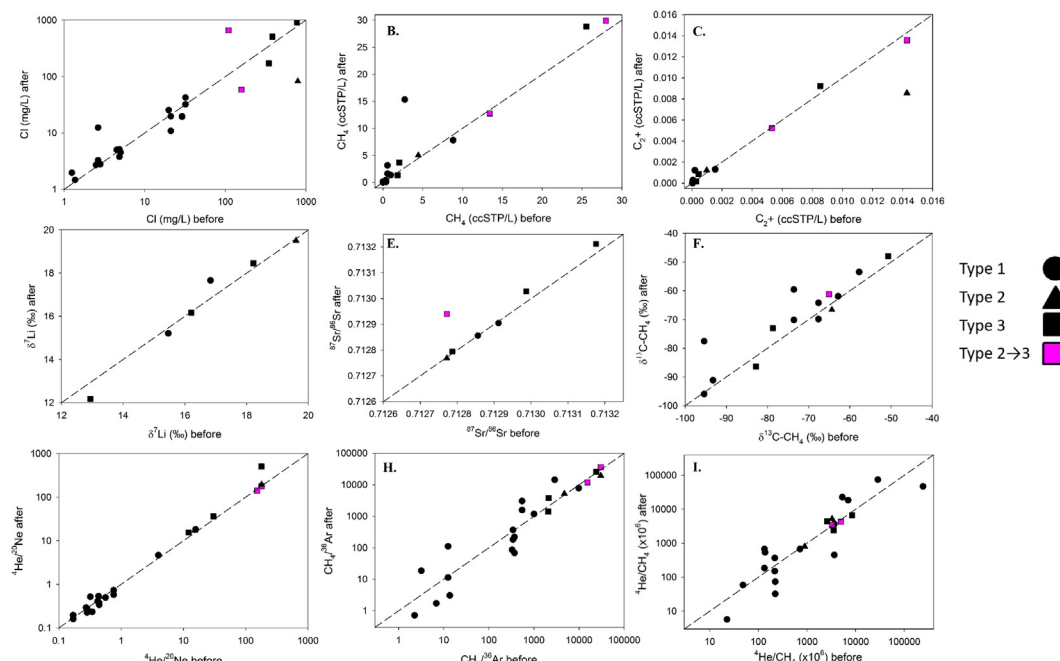 1000
100
10
1
1 10 100 1000
Cl (mg/L) after
Cl (mg/L) before
B.
30
25
20
15
10
5
0
0 5 10 15 20 25 30
CH4 (ccSTP/L) after
CH4 (ccSTP/L) before
C.
0.016
0.014
0.012
0.010
0.008
0.006
0.004
0.002
0.000
0.000 0.002 0.004 0.006 0.008 0.010 0.012 0.014 0.016
C2+ (ccSTP/L) after
C2+ (ccSTP/L) before
20
18
16
14
12
12 14 16 18 20
δ7Li (‰) after
δ7Li (‰) before
E.
0.7132
0.7131
0.7130
0.7129
0.7128
0.7127
0.7126
0.7126 0.7127 0.7128 0.7129 0.7130 0.7131 0.7132
87Sr/86Sr after
87Sr/86Sr before
F.
-40
-50
-60
-70
-80
-90
-100
-100 -90 -80 -70 -60 -50 -40
δ13C-CH4 (‰) after
δ13C-CH4 (‰) before
Type 1
Type 2
Type 3
Type 2→3
1000
100
10
1
0.1
0.1 1 10 100 1000
4He/20Ne after
4He/20Ne before
H.
100000
10000
1000
100
10
1
1 10 100 1000 10000 100000
CH4/36Ar after
CH4/36Ar before
I.
100000
10000
1000
100
10
10 100 1000 10000 100000
4He/CH4 (x106) after
4He/CH4 (x106) before